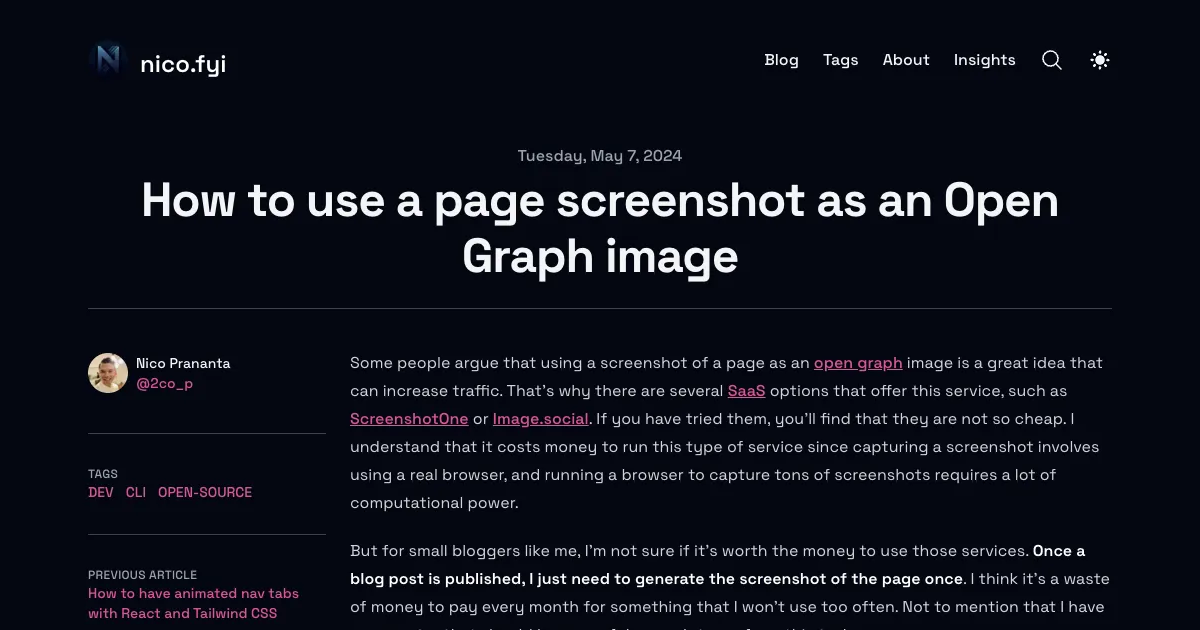 nico.fyi
Blog Tags About Insights
Tuesday, May 7, 2024
How to use a page screenshot as an Open
Graph image
Nico Prananta
@2co_p
TAGS
DEV CLI OPEN-SOURCE
PREVIOUS ARTICLE
How to have animated nav tabs
with React and Tailwind CSS
Some people argue that using a screenshot of a page as an open graph image is a great idea that
can increase traffic. That's why there are several SaaS options that offer this service, such as
ScreenshotOne or Image.social. If you have tried them, you'll find that they are not so cheap. I
understand that it costs money to run this type of service since capturing a screenshot involves
using a real browser, and running a browser to capture tons of screenshots requires a lot of
computational power.
But for small bloggers like me, I'm not sure if it's worth the money to use those services. Once a
blog post is published, I just need to generate the screenshot of the page once. I think it's a waste
of money to pay every month for something that I won't use too often. Not to mention that I have